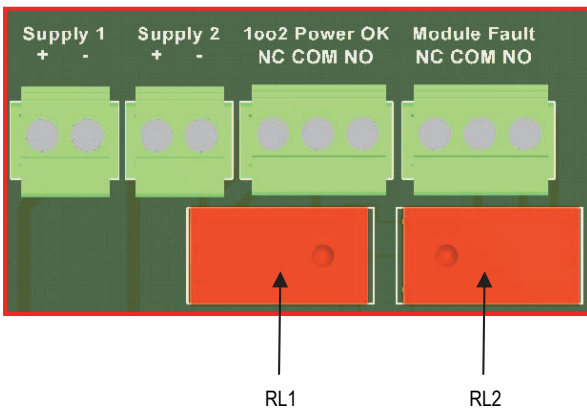 Supply 1 Supply 2 1oo2 Power OK Module Fault
+ - + - NC COM NO NC COM NO
RL1 RL2